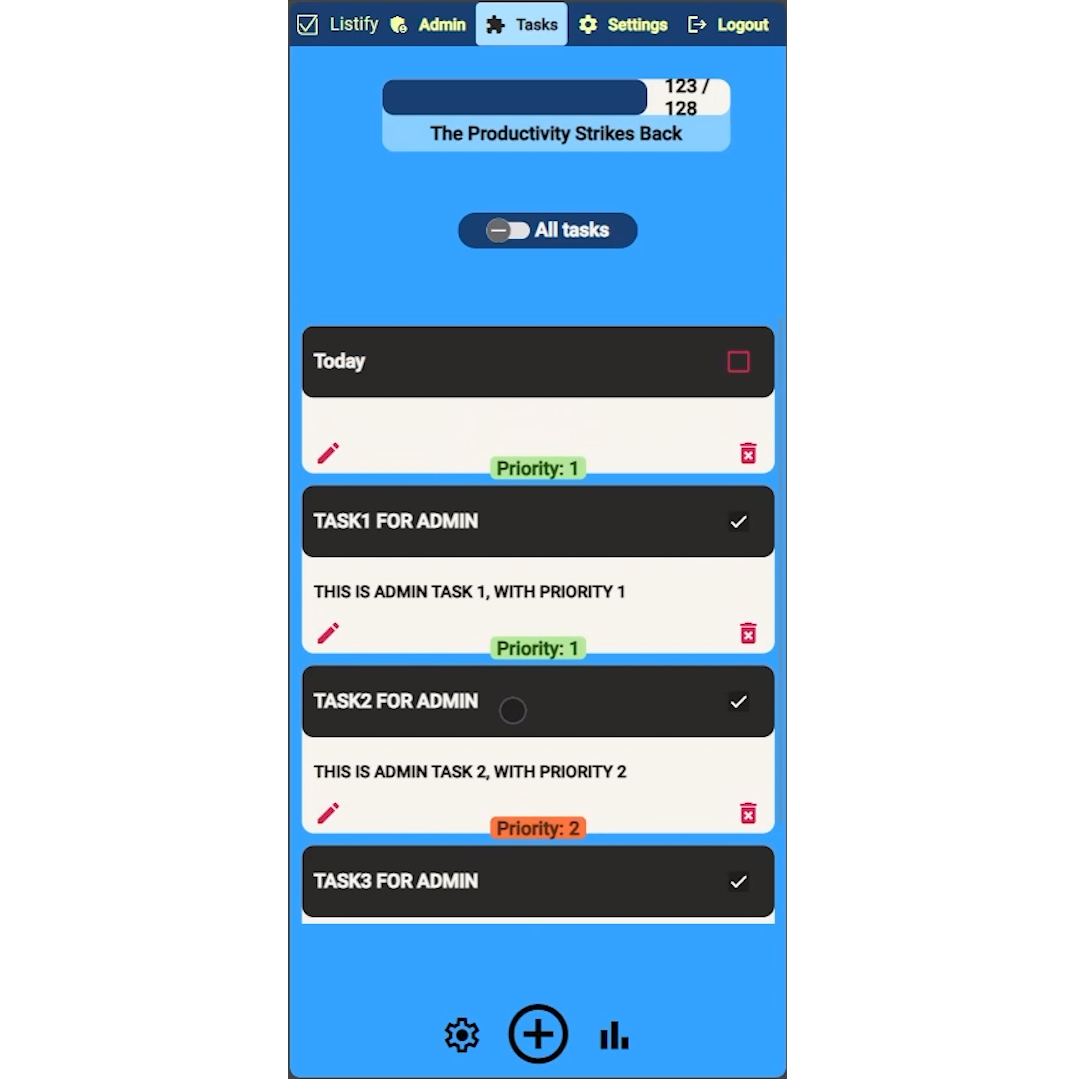 Listify Admin Tasks Settings Logout
123 /
128
The Productivity Strikes Back
All tasks
Today
Priority: 1
TASK1 FOR ADMIN
THIS IS ADMIN TASK 1, WITH PRIORITY 1
Priority: 1
TASK2 FOR ADMIN
THIS IS ADMIN TASK 2, WITH PRIORITY 2
Priority: 2
TASK3 FOR ADMIN